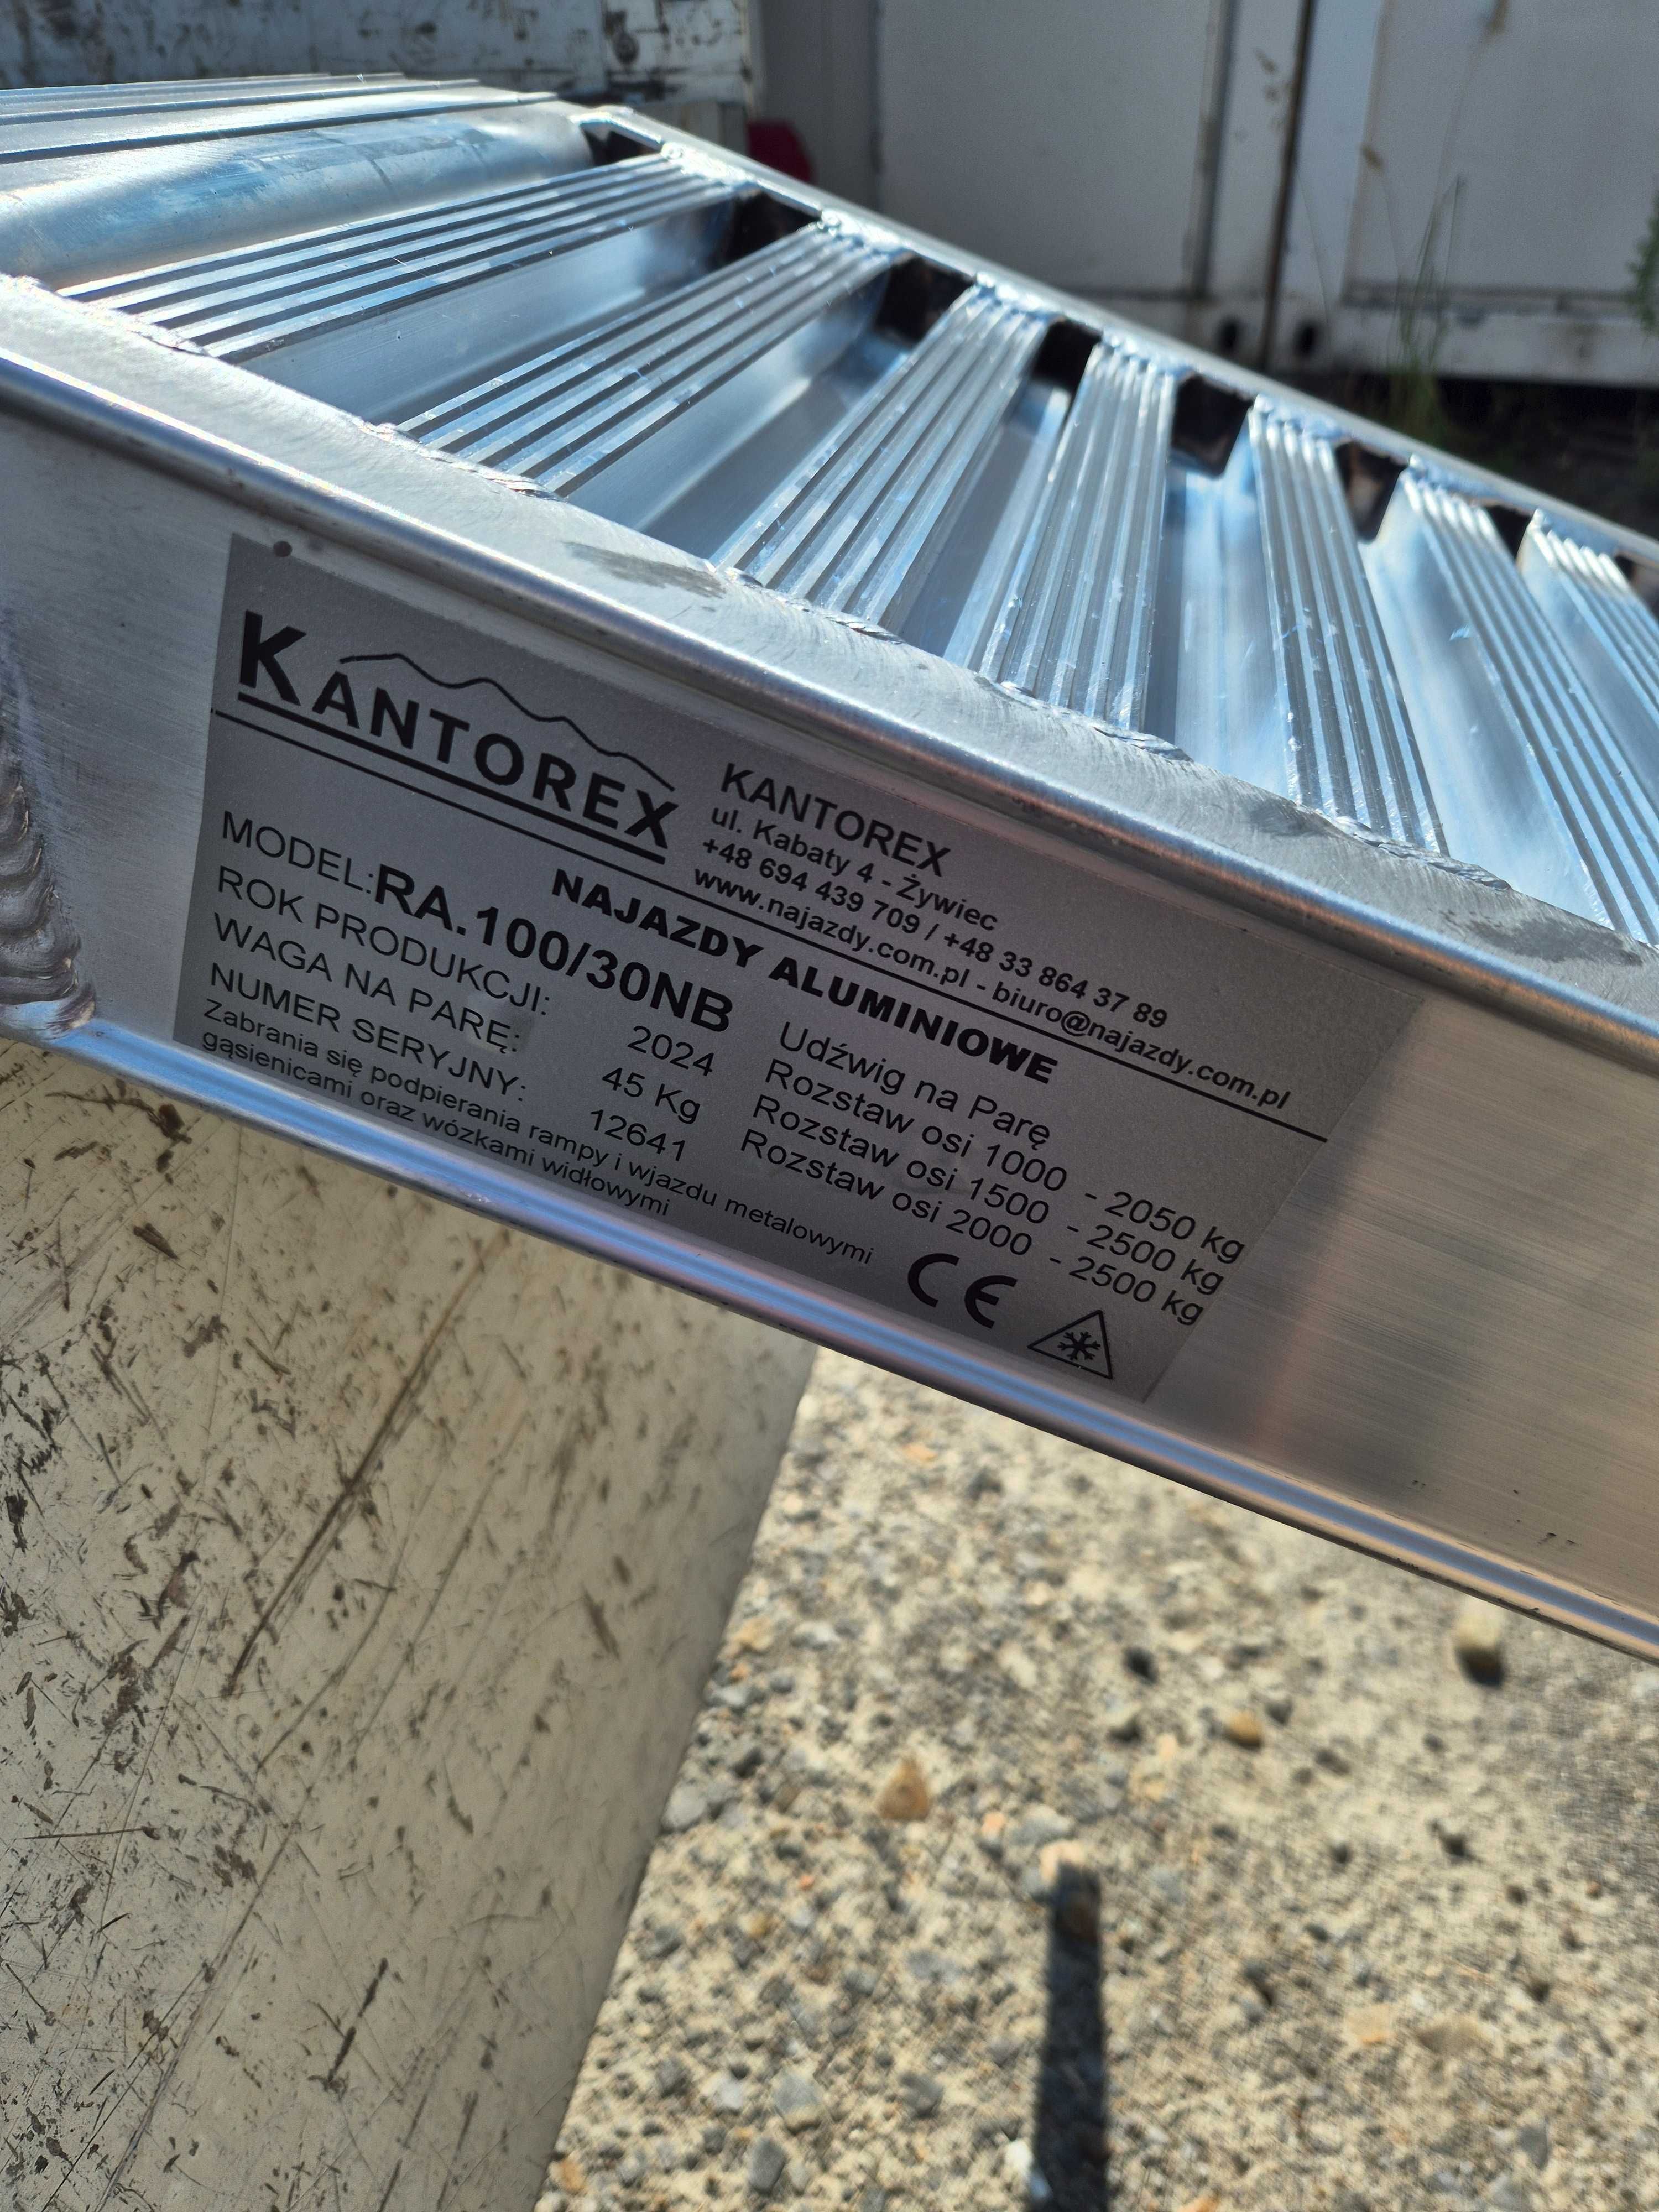 KANTOREX
KANTOREX
ul. Kabaty 4 - Żywiec
+48 694 439 709 / +48 33 864 37 89
www.najazdy.com.pl - biuro@najazdy.com.pl
NAJAZDY ALUMINIOWE
MODEL:RA.100/30NB
ROK PRODUKCJI: 2024
WAGA NA PARĘ: 45 Kg
NUMER SERYJNY: 12641
Zabrania się podpierania rampy i wjazdu metalowymi
gąsienicami oraz wózkami widłowymi
Udźwig na Parę
Rozstaw osi 1000 - 2050 kg
Rozstaw osi 1500 - 2500 kg
Rozstaw osi 2000 - 2500 kg
CE